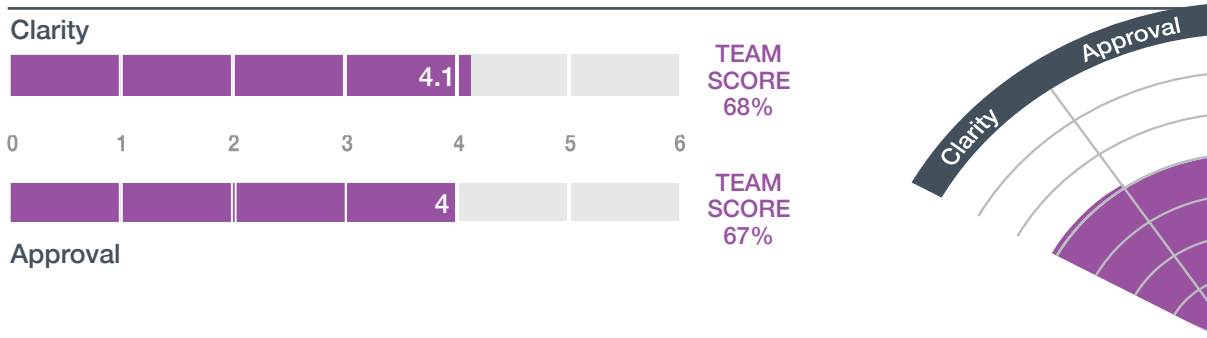 Clarity
4.1
TEAM
SCORE
68%
0 1 2 3 4 5 6
4
TEAM
SCORE
67%
Approval
Clarity
Approval